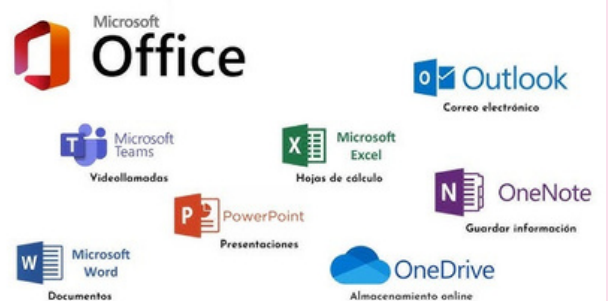 Microsoft
Office
Outlook
Correo electrónico
Microsoft
Teams
Videollamadas
Microsoft
Excel
Hojas de cálculo
OneNote
Guardar información
PowerPoint
Presentaciones
Microsoft
Word
Documentos
OneDrive
Almacenamiento online